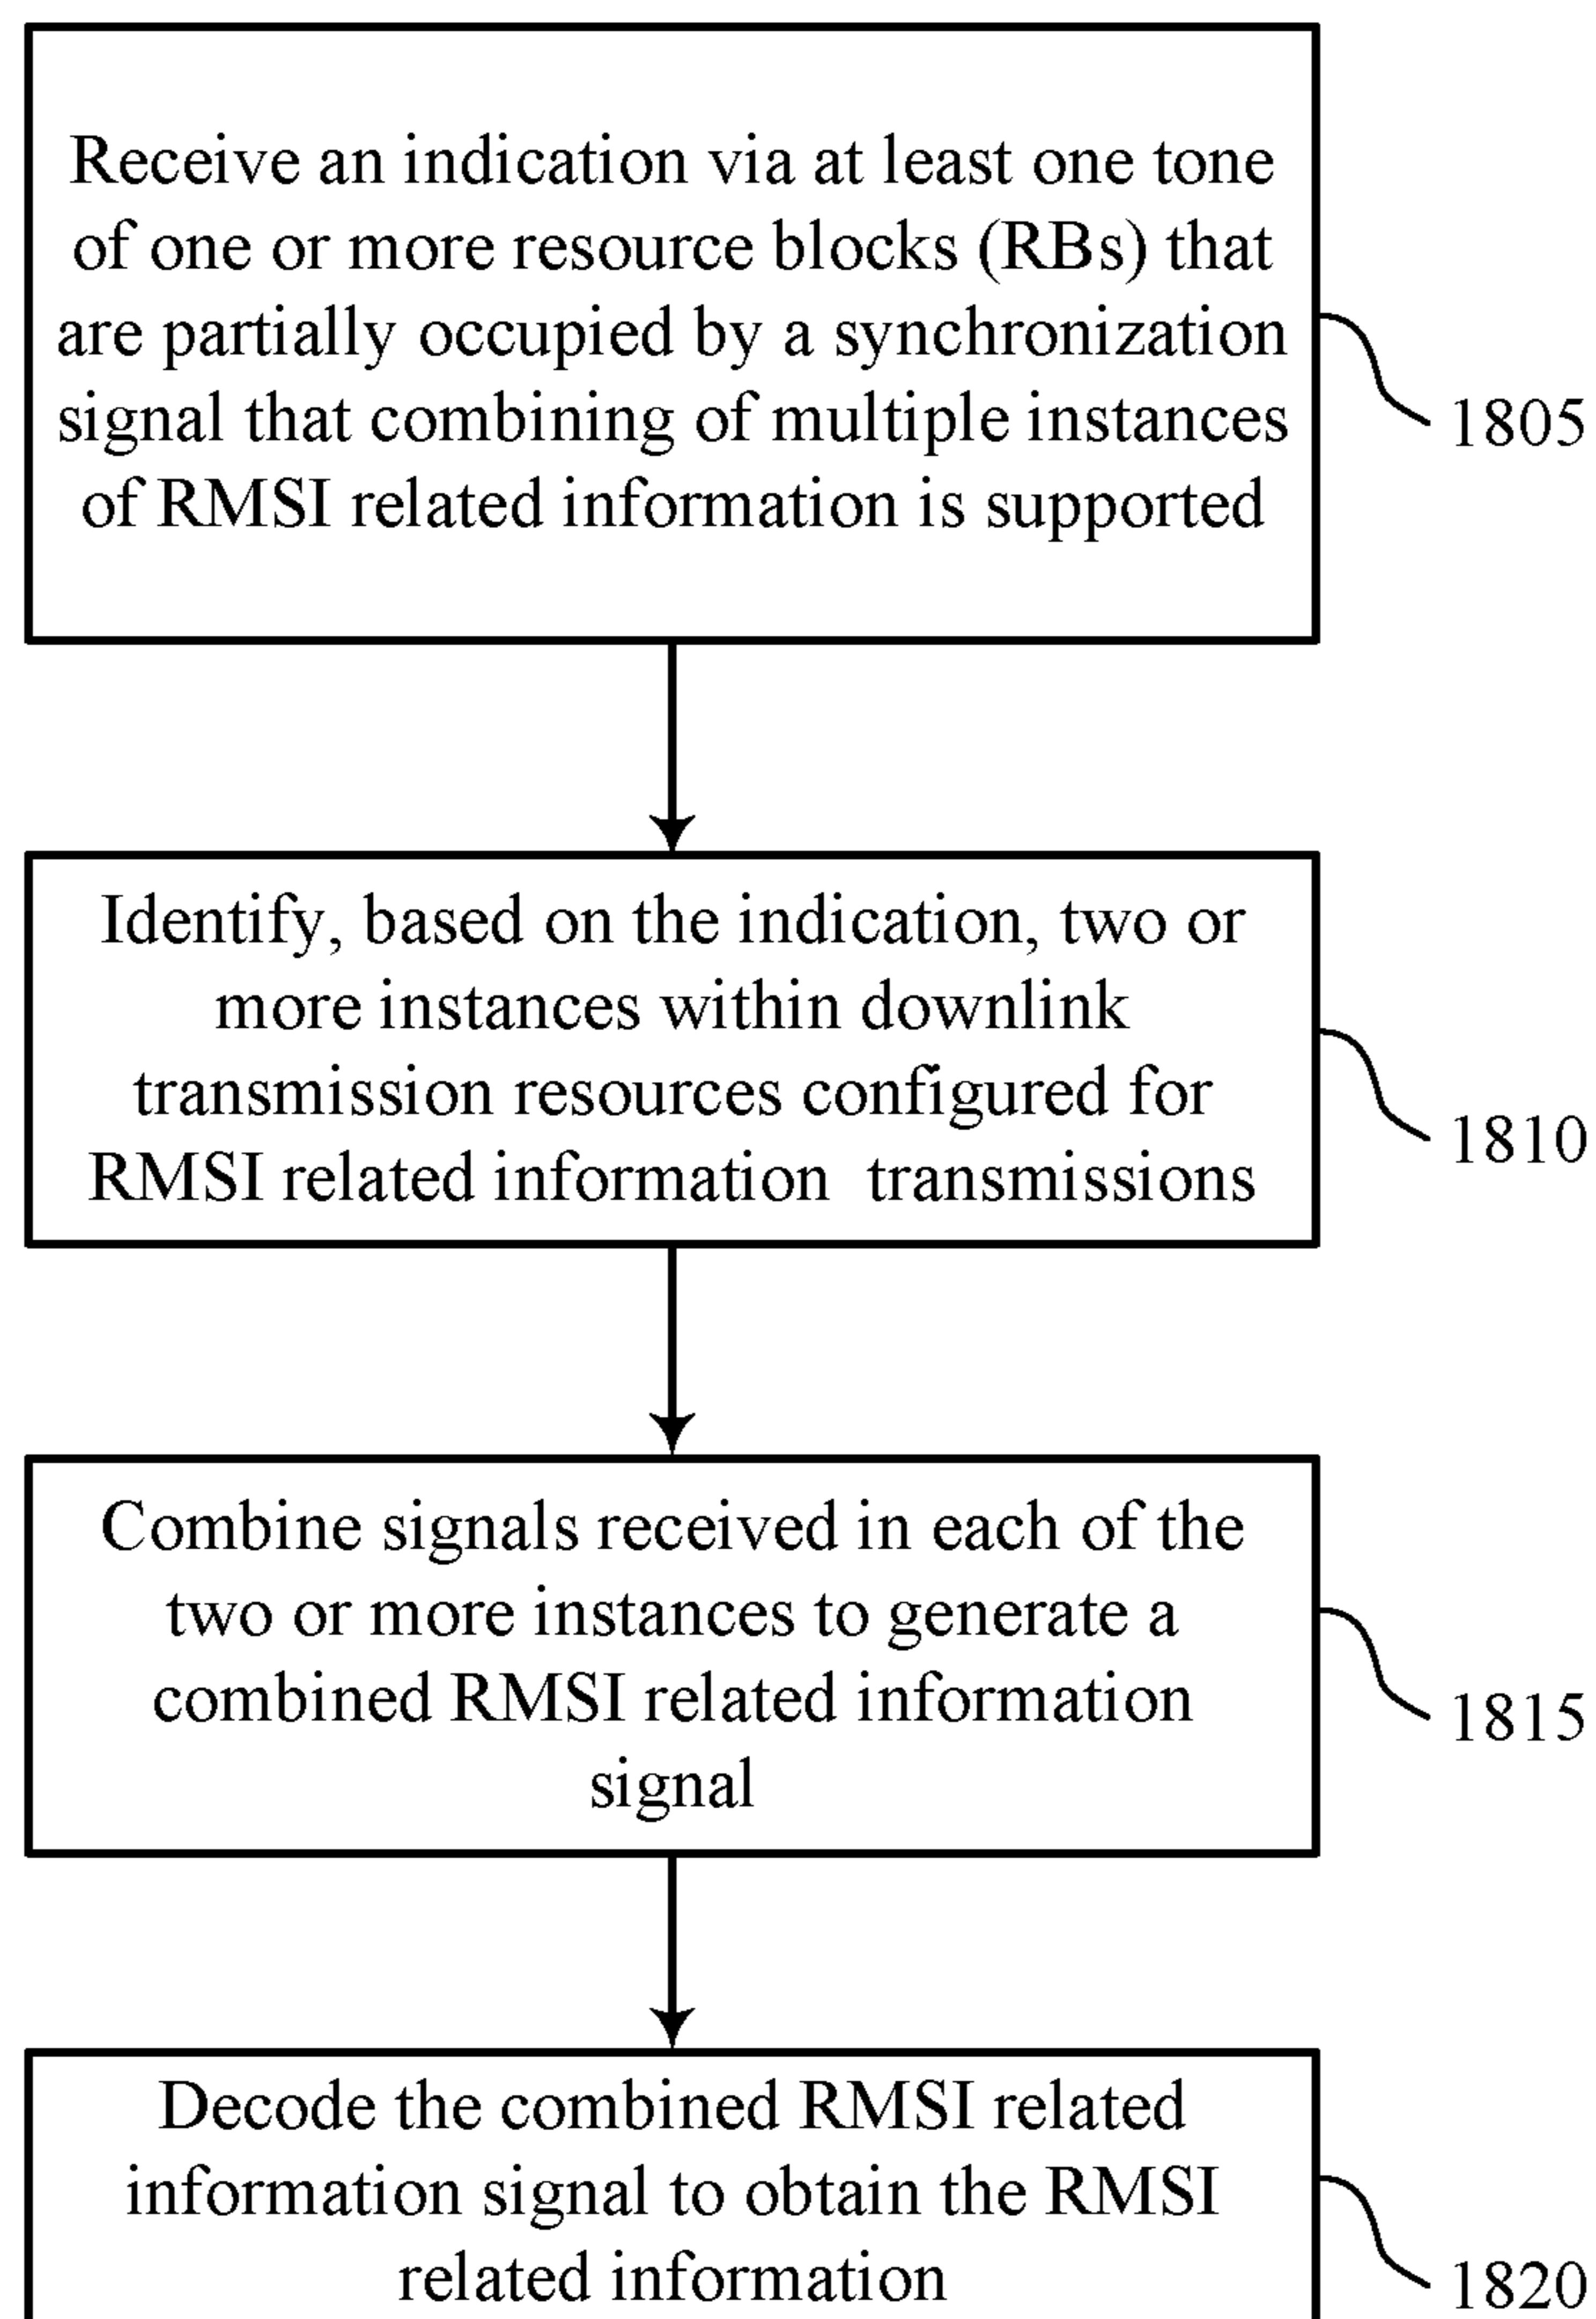 Receive an indication via at least one tone
of one or more resource blocks (RBs) that
are partially occupied by a synchronization
signal that combining of multiple instances
of RMSI related information is supported
1805
Identify, based on the indication, two or
more instances within downlink
transmission resources configured for
RMSI related information transmissions
1810
Combine signals received in each of the
two or more instances to generate a
combined RMSI related information
signal
1815
Decode the combined RMSI related
information signal to obtain the RMSI
related information
1820